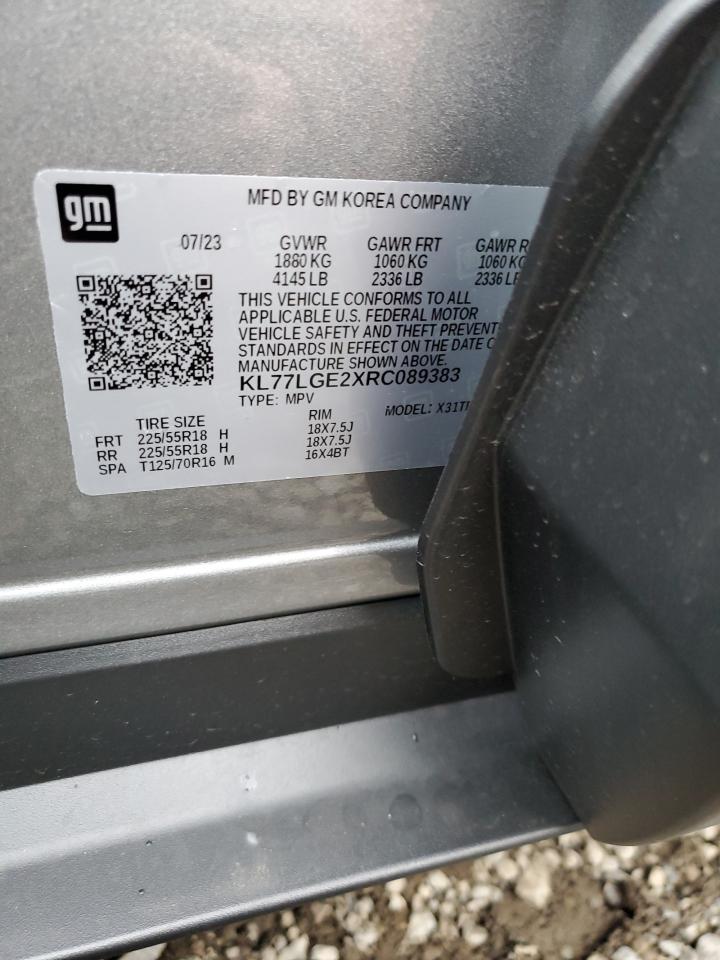 gm
MFD BY GM KOREA COMPANY
07/23 GVWR GAWR FRT GAWR
1880 KG 1060 KG 1060 KG
4145 LB 2336 LB 2336 LB
THIS VEHICLE CONFORMS TO ALL
APPLICABLE U.S. FEDERAL MOTOR
VEHICLE SAFETY AND THEFT PREVENT
STANDARDS IN EFFECT ON THE DATE
MANUFACTURE SHOWN ABOVE.
KL77LGE2XRC089383
TYPE: MPV MODEL: X31T
TIRE SIZE RIM
FRT 225/55R18 H 18X7.5J
RR 225/55R18 H 18X7.5J
SPA T125/70R16 M 16X4BT